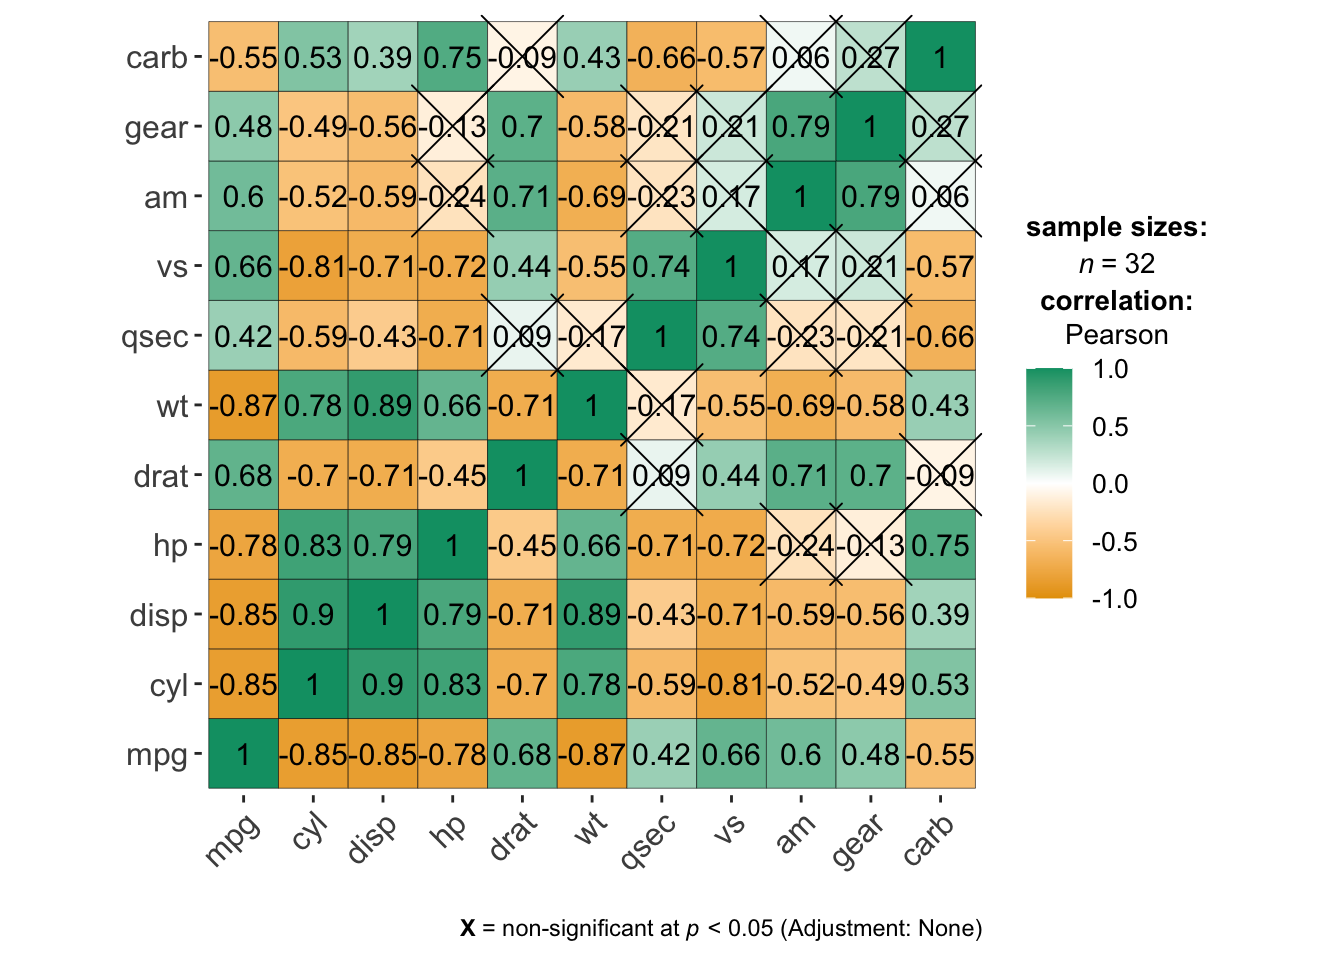 carb -0.55 0.53 0.39 0.75 -0.09 0.43 -0.66 -0.57 0.06 0.27 1
gear 0.48 -0.49 -0.56 -0.13 0.7 -0.58 -0.21 0.21 0.79 1 0.27
am 0.6 -0.52 -0.59 -0.24 0.71 -0.69 -0.23 0.17 1 0.79 0.06
vs 0.66 -0.81 -0.71 -0.72 0.44 -0.55 0.74 1 0.17 0.21 -0.57
qsec 0.42 -0.59 -0.43 -0.71 0.09 -0.17 1 0.74 -0.23 -0.21 -0.66
wt -0.87 0.78 0.89 0.66 -0.71 1 -0.17 -0.55 -0.69 -0.58 0.43
drat 0.68 -0.7 -0.71 -0.45 1 -0.71 0.09 0.44 0.71 0.7 -0.09
hp -0.78 0.83 0.79 1 -0.45 0.66 -0.71 -0.72 -0.24 -0.13 0.75
disp -0.85 0.9 1 0.79 -0.71 0.89 -0.43 -0.71 -0.59 -0.56 0.39
cyl -0.85 1 0.9 0.83 -0.7 0.78 -0.59 -0.81 -0.52 -0.49 0.53
mpg 1 -0.85 -0.85 -0.78 0.68 -0.87 0.42 0.66 0.6 0.48 -0.55
mpg cyl disp hp drat wt qsec vs am gear carb
sample sizes:
n = 32
correlation:
Pearson
1.0
0.5
0.0
-0.5
-1.0
X = non-significant at p < 0.05 (Adjustment: None)